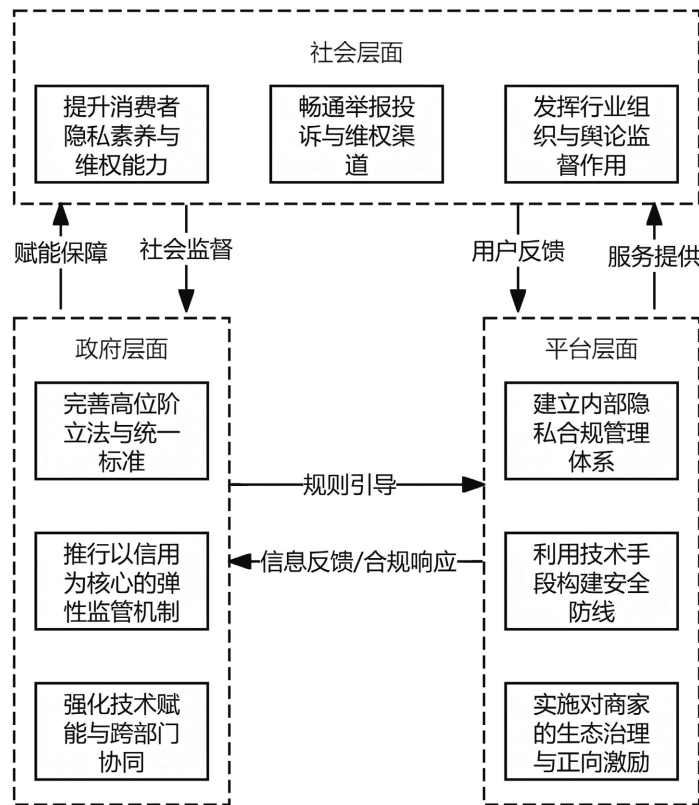 社会层面
提升消费者
隐私素养与
维权能力
畅通举报投
诉与维权渠
道
发挥行业组
织与舆论监
督作用
赋能保障
社会监督
用户反馈
服务提供
政府层面
完善高位阶
立法与统一
标准
推行以信用
为核心的弹
性监管机制
强化技术赋
能与跨部门
协同
规则引导
信息反馈/合规响应
平台层面
建立内部隐
私合规管理
体系
利用技术手
段构建安全
防线
实施对商家
的生态治理
与正向激励